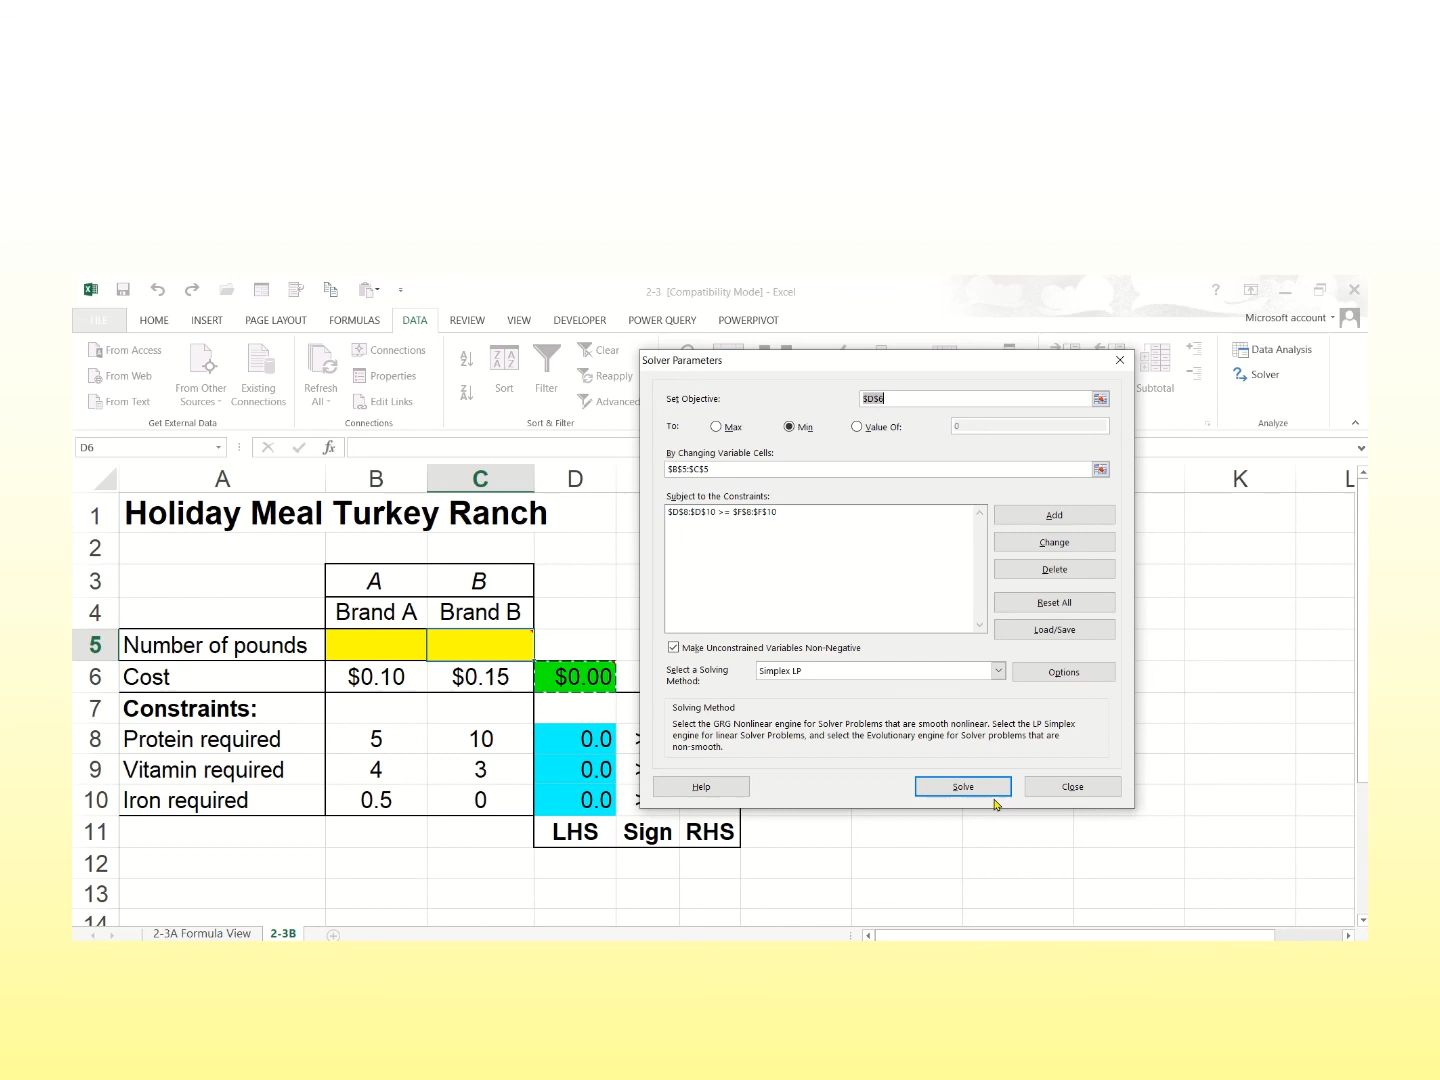 2-3 [Compatibility Mode] - Excel
?
HOME INSERT PAGE LAYOUT FORMULAS DATA REVIEW VIEW DEVELOPER POWER QUERY POWERPIVOT
Microsoft account
From Access
From Web
From Text
From Other
Sources
Existing
Connections
Get External Data
Refresh
All
Connections
Properties
Edit Links
Connections
Sort
Filter
Clear
Reapply
Advanced
Sort & Filter
Subtotal
Data Analysis
Solver
Analyze
D6
fx
A B C D K L
1 Holiday Meal Turkey Ranch
2
3 A B
4 Brand A Brand B
5 Number of pounds
6 Cost $0.10 $0.15 $0.00
7 Constraints:
8 Protein required 5 10 0.0 >
9 Vitamin required 4 3 0.0 >
10 Iron required 0.5 0 0.0 >
11 LHS Sign RHS
12
13
14
2-3A Formula View 2-3B
Solver Parameters
Set Objective: $D$6
To: Max Min Value Of: 0
By Changing Variable Cells:
$B$5:$C$5
Subject to the Constraints:
$D$8:$D$10 >= $F$8:$F$10
Add
Change
Delete
Reset All
Load/Save
Make Unconstrained Variables Non-Negative
Select a Solving
Method:
Simplex LP
Options
Solving Method
Select the GRG Nonlinear engine for Solver Problems that are smooth nonlinear. Select the LP Simplex
engine for linear Solver Problems, and select the Evolutionary engine for Solver problems that are
non-smooth.
Help
Solve
Close